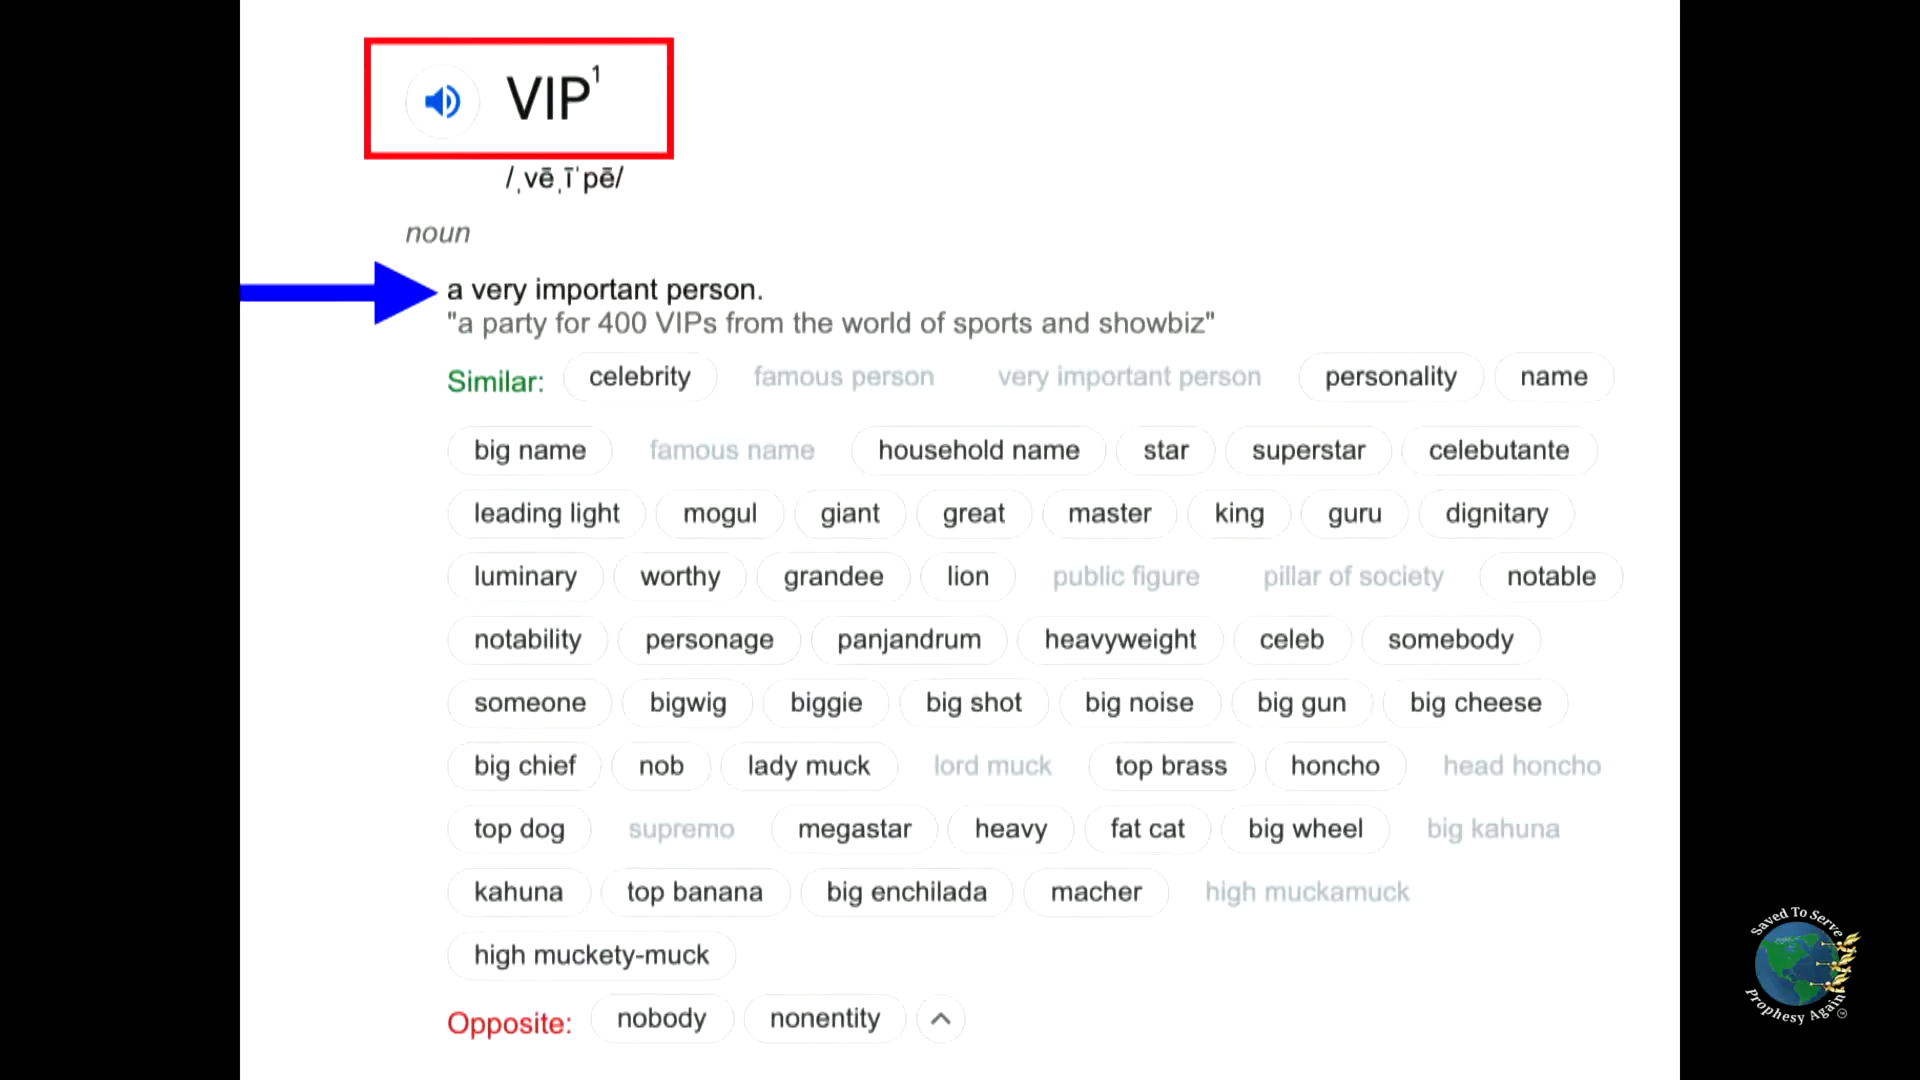 VIP¹
/ˌvēˌīˈpē/
noun
a very important person.
"a party for 400 VIPs from the world of sports and showbiz"
Similar: celebrity famous person very important person personality name
big name famous name household name star superstar celebutante
leading light mogul giant great master king guru dignitary
luminary worthy grandee lion public figure pillar of society notable
notability personage panjandrum heavyweight celeb somebody
someone bigwig biggie big shot big noise big gun big cheese
big chief nob lady muck lord muck top brass honcho head honcho
top dog supremo megastar heavy fat cat big wheel big kahuna
kahuna top banana big enchilada macher high muckamuck
high muckety-muck
Opposite: nobody nonentity
Saved To Serve
Prophesy Again